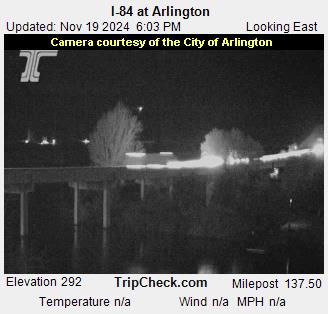 I-84 at Arlington
Updated: Nov 19 2024 6:03 PM Looking East
Camera courtesy of the City of Arlington
Elevation 292 TripCheck.com Milepost 137.50
Temperature n/a Wind n/a MPH n/a